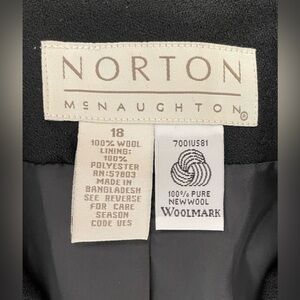 NORTON
McNAUGHTON®
18
100% WOOL
LINING:
100%
POLYESTER
RN:57803
MADE IN
BANGLADESH
SEE REVERSE
FOR CARE
SEASON
CODE VES
7001US81
100% PURE
NEW WOOL
WOOLMARK